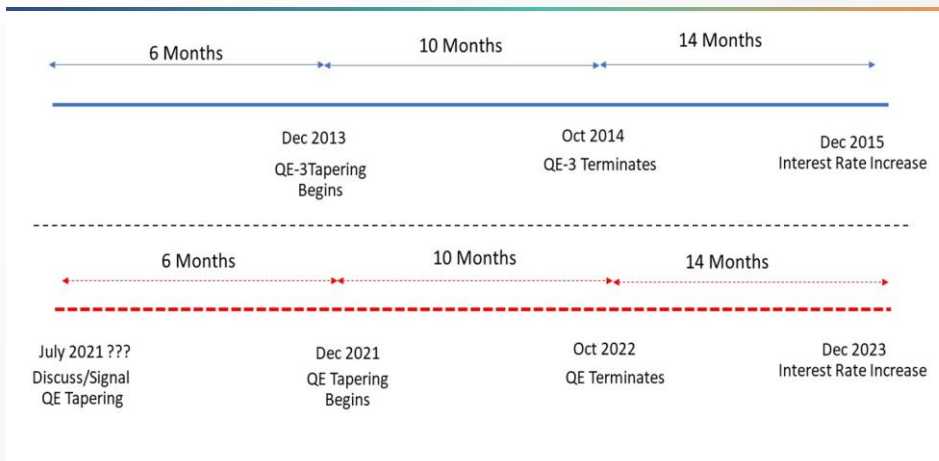 6 Months
10 Months
14 Months
Dec 2013
QE-3Tapering
Begins
Oct 2014
QE-3 Terminates
Dec 2015
Interest Rate Increase
6 Months
10 Months
14 Months
July 2021 ???
Discuss/Signal
QE Tapering
Dec 2021
QE Tapering
Begins
Oct 2022
QE Terminates
Dec 2023
Interest Rate Increase